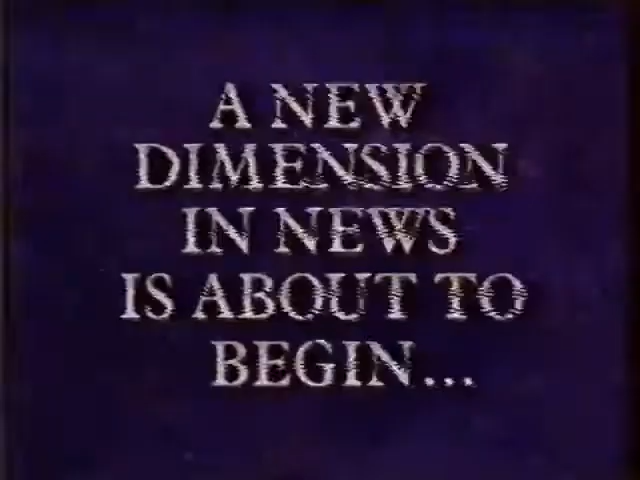 A NEW
DIMENSION
IN NEWS
IS ABOUT TO
BEGIN...